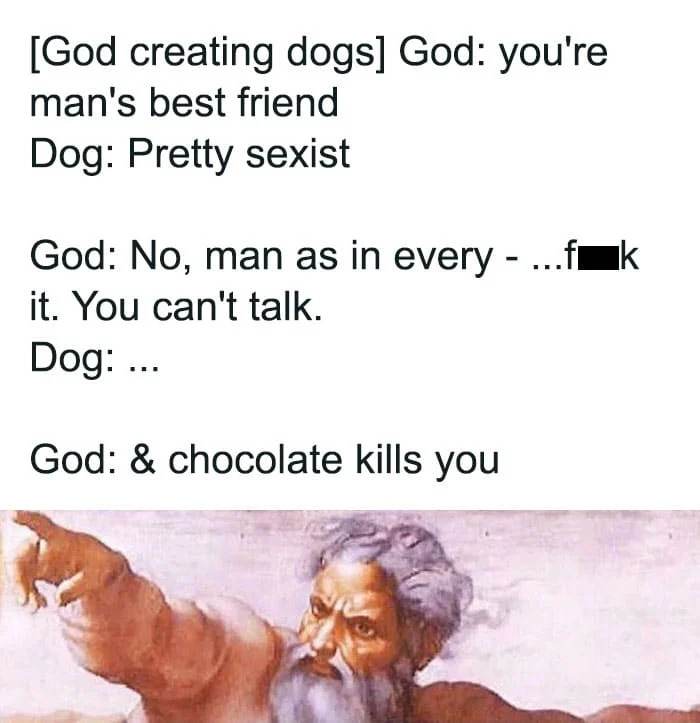 [God creating dogs] God: you're
man's best friend
Dog: Pretty sexist
God: No, man as in every - ...f■■k
it. You can't talk.
Dog: ...
God: & chocolate kills you